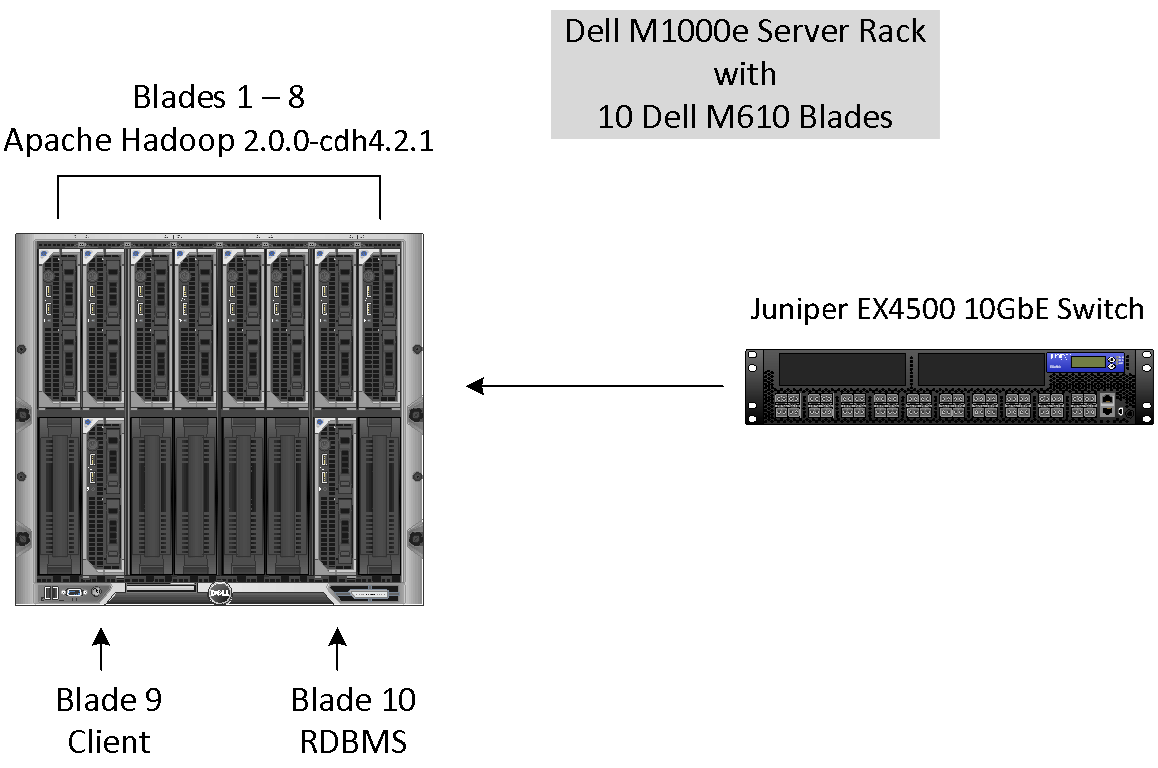 Dell M1000e Server Rack
with
10 Dell M610 Blades
Blades 1 – 8
Apache Hadoop 2.0.0-cdh4.2.1
Juniper EX4500 10GbE Switch
DELL
Blade 9
Client
Blade 10
RDBMS